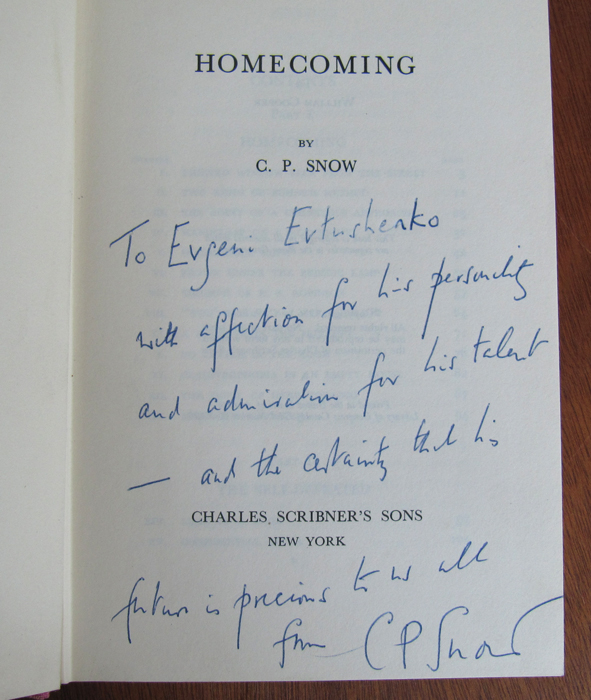 HOMECOMING
BY
C. P. SNOW
To Evgeni Evtushenko
with affection for his personality
and admiration for his talent
— and the certainty that his
CHARLES SCRIBNER'S SONS
NEW YORK
future is precious to us all
from C P Snow